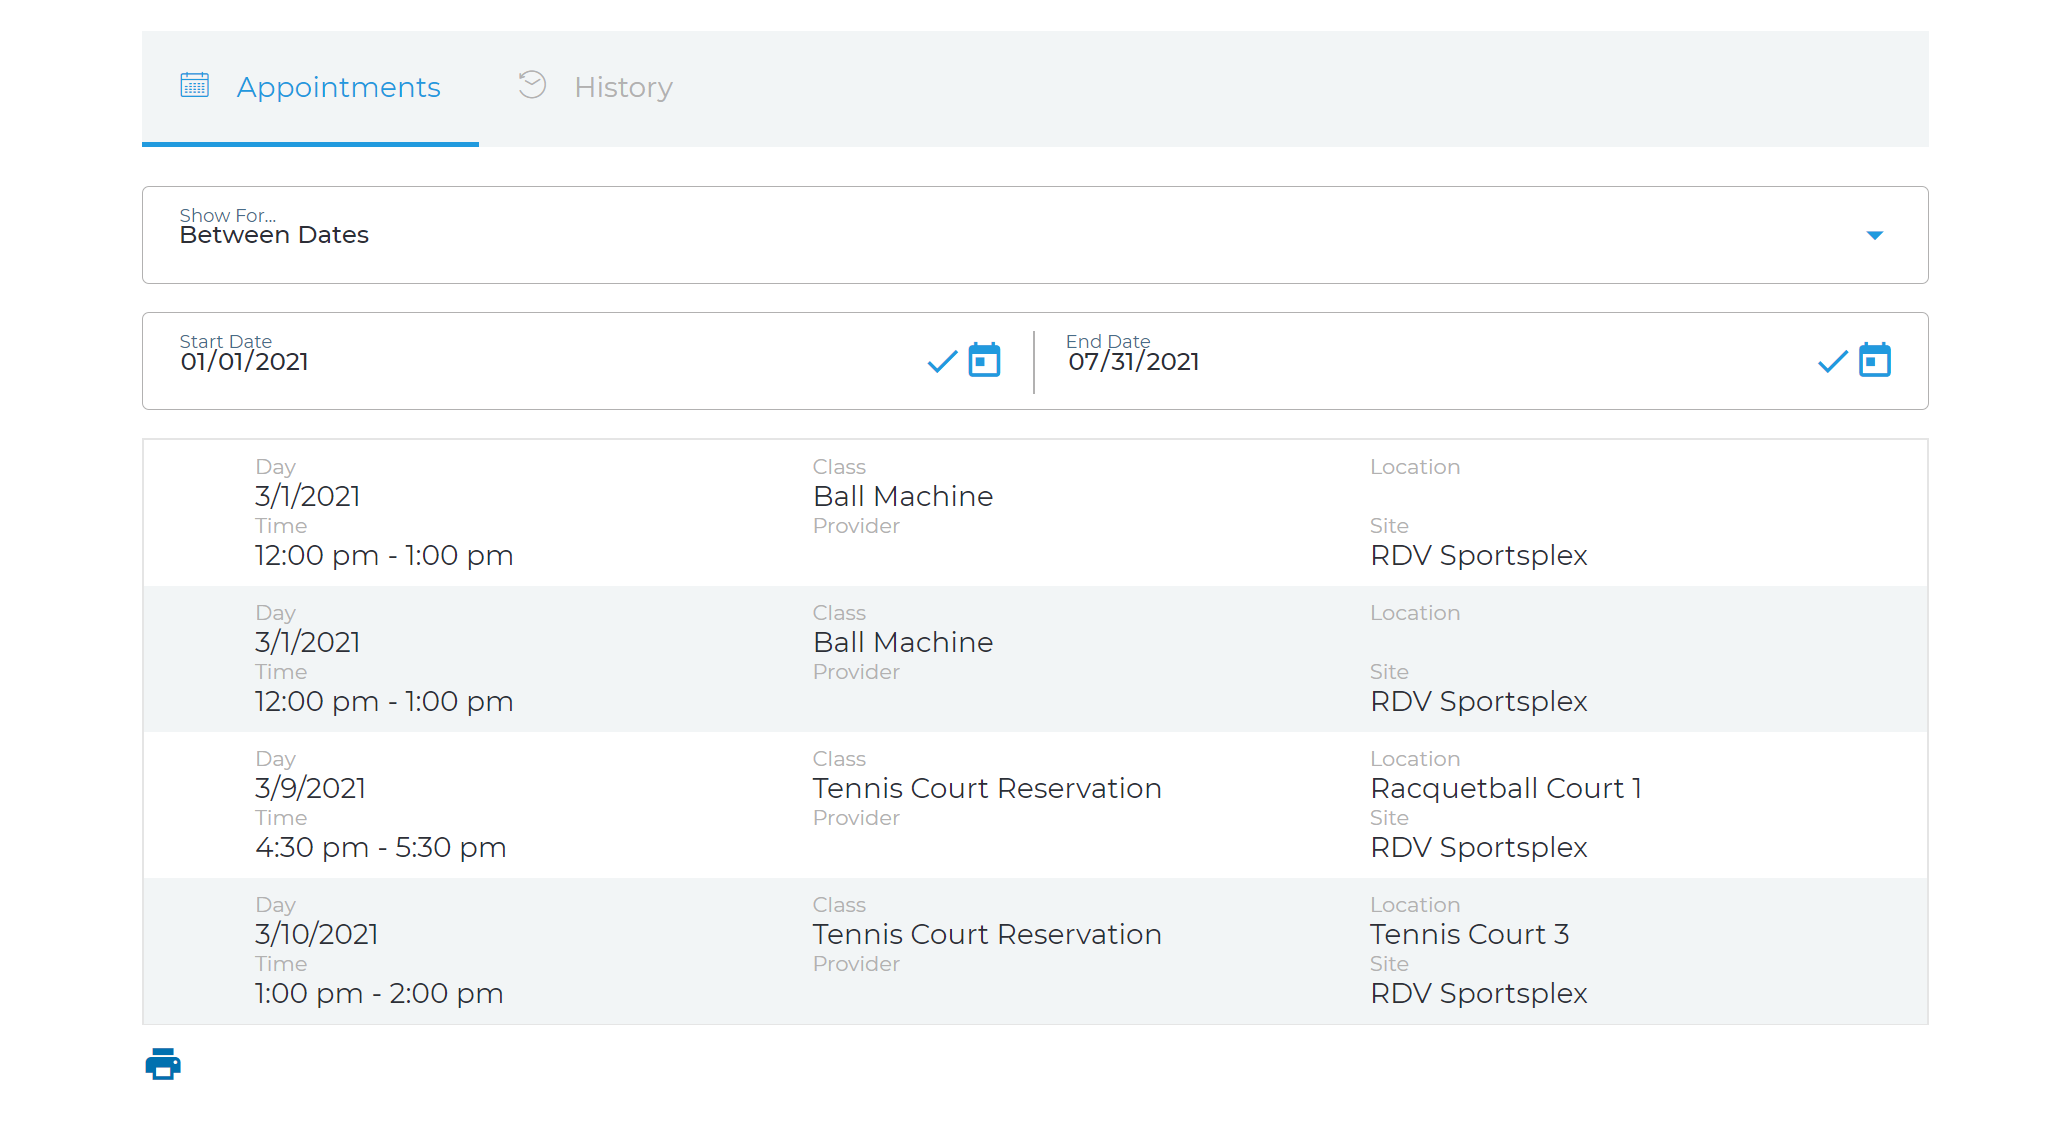 Appointments History
Show For...
Between Dates
Start Date End Date
01/01/2021 07/31/2021
Day Class Location
3/1/2021 Ball Machine
Time Provider Site
12:00 pm - 1:00 pm RDV Sportsplex
Day Class Location
3/1/2021 Ball Machine
Time Provider Site
12:00 pm - 1:00 pm RDV Sportsplex
Day Class Location
3/9/2021 Tennis Court Reservation Racquetball Court 1
Time Provider Site
4:30 pm - 5:30 pm RDV Sportsplex
Day Class Location
3/10/2021 Tennis Court Reservation Tennis Court 3
Time Provider Site
1:00 pm - 2:00 pm RDV Sportsplex